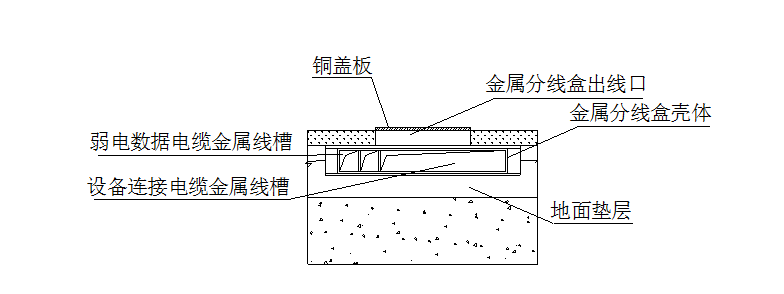 铜盖板
金属分线盒出线口
金属分线盒壳体
弱电数据电缆金属线槽
设备连接电缆金属线槽
地面垫层